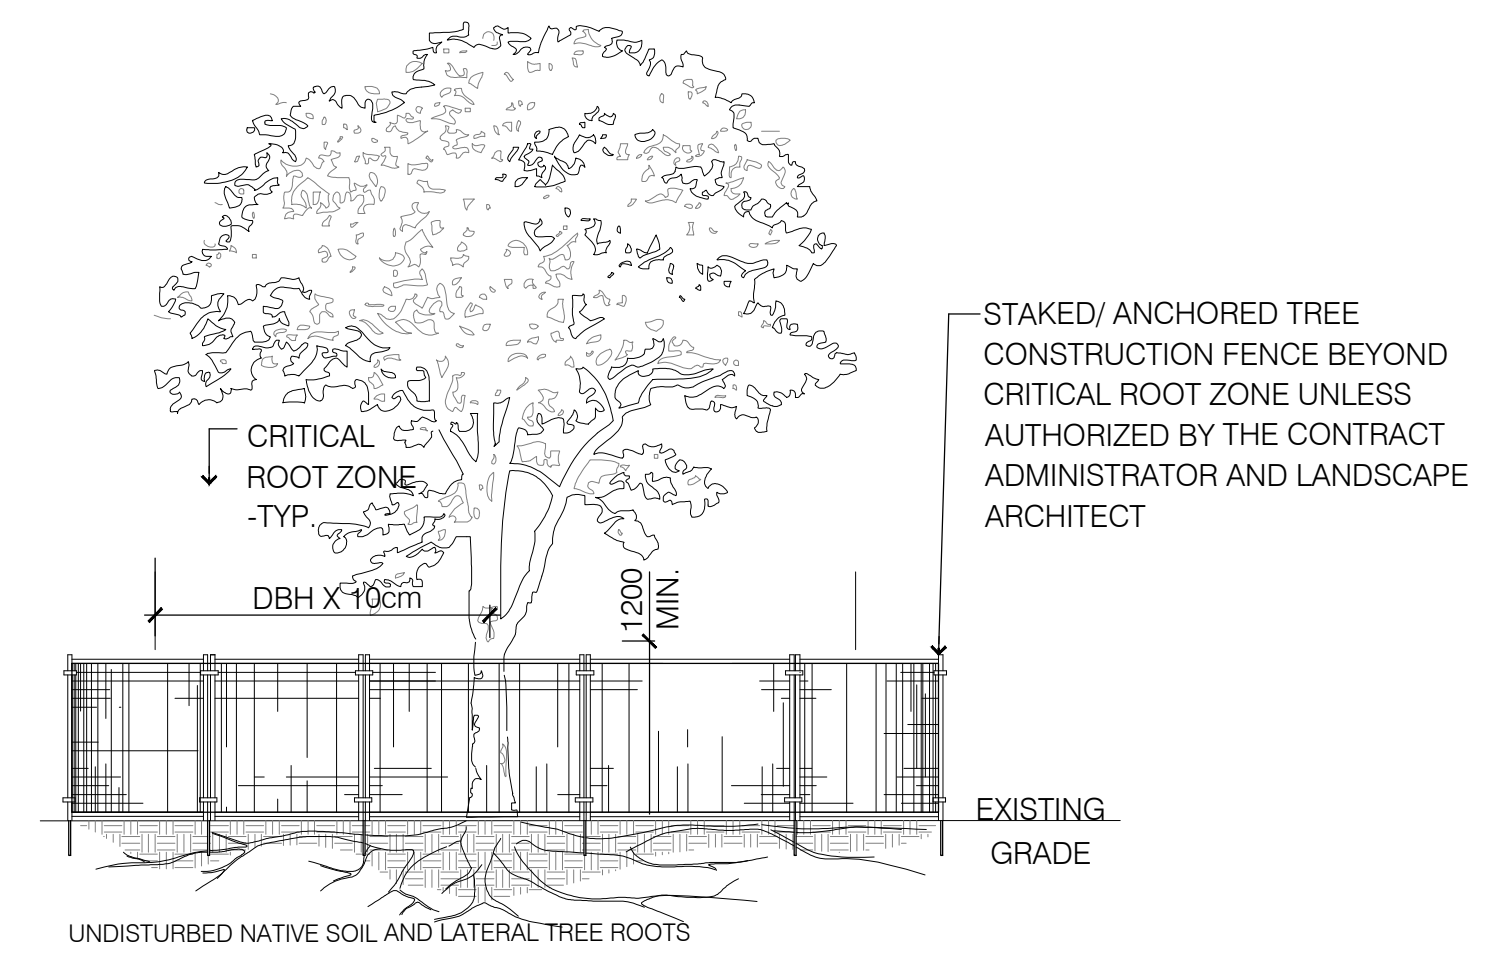 STAKED/ ANCHORED TREE
CONSTRUCTION FENCE BEYOND
CRITICAL ROOT ZONE UNLESS
AUTHORIZED BY THE CONTRACT
ADMINISTRATOR AND LANDSCAPE
ARCHITECT
CRITICAL
ROOT ZONE
-TYP.
DBH X 10cm
1200
MIN.
EXISTING
GRADE
UNDISTURBED NATIVE SOIL AND LATERAL TREE ROOTS